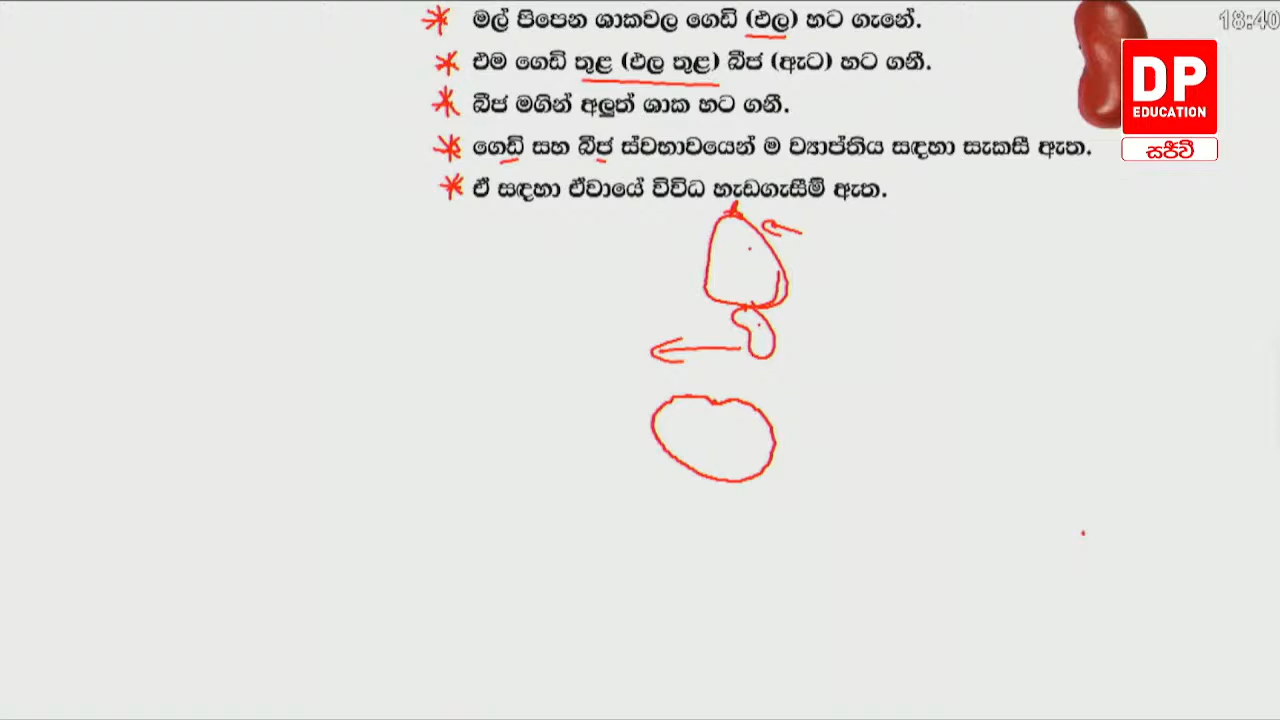 මල් පිපෙන ශාකවල ගෙඩි (ඵල) හට ගැනේ.
18:40
එම ගෙඩි තුළ (ඵල තුළ) බීජ (ඇට) හට ගනී.
DP
EDUCATION
බීජ මගින් අලුත් ශාක හට ගනී.
ගෙඩි සහ බීජ ස්වභාවයෙන් ම ව්‍යාප්තිය සඳහා සැකසී ඇත.
සජීවී
ඒ සඳහා ඒවායේ විවිධ හැඩගැසීම් ඇත.